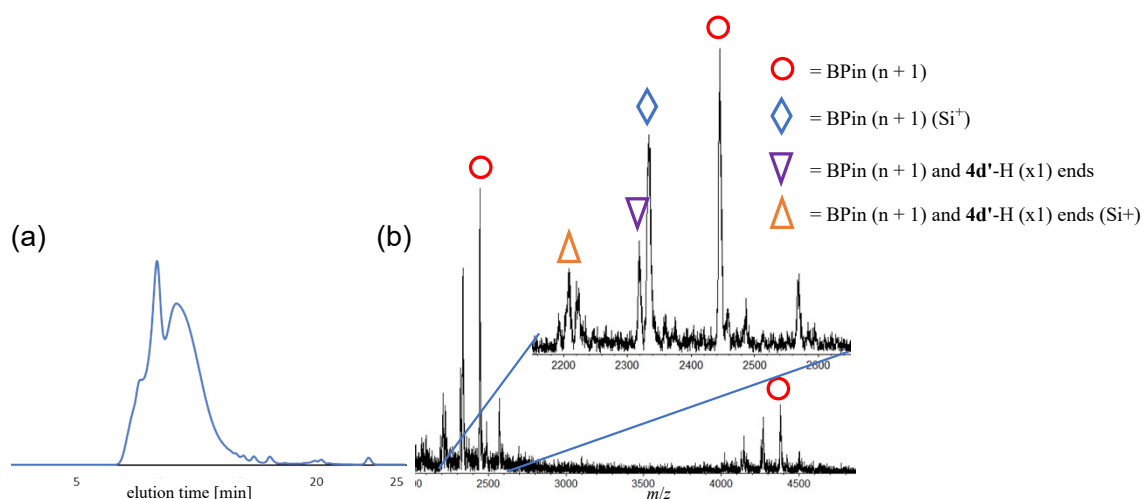 = BPin (n + 1)
= BPin (n + 1) (Si⁺)
= BPin (n + 1) and 4d'-H (x1) ends
= BPin (n + 1) and 4d'-H (x1) ends (Si+)
(a)
(b)
2200 2300 2400 2500 2600
5 15 20 25
elution time [min]
2500 3000 3500 4000 4500
m/z